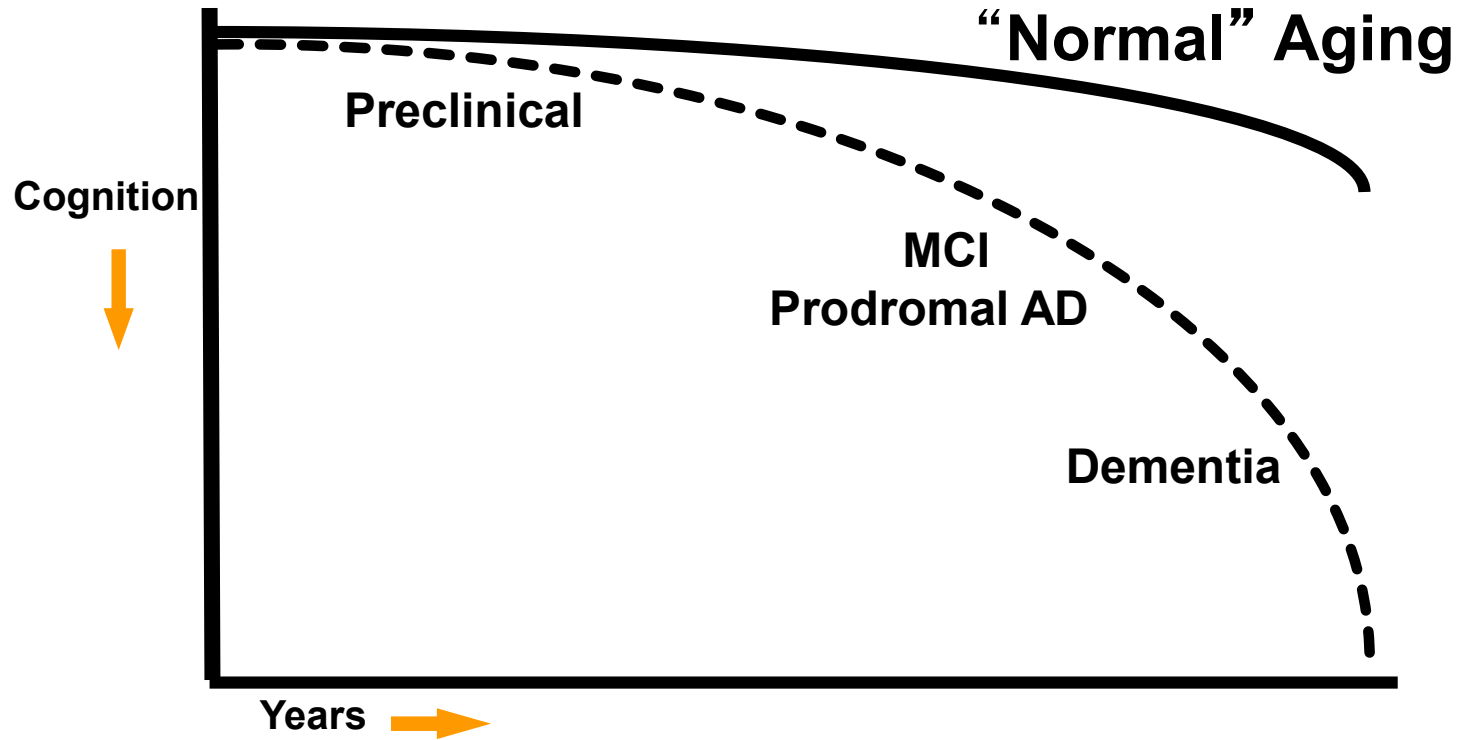 “Normal” Aging
Preclinical
Cognition
MCI
Prodromal AD
Dementia
Years